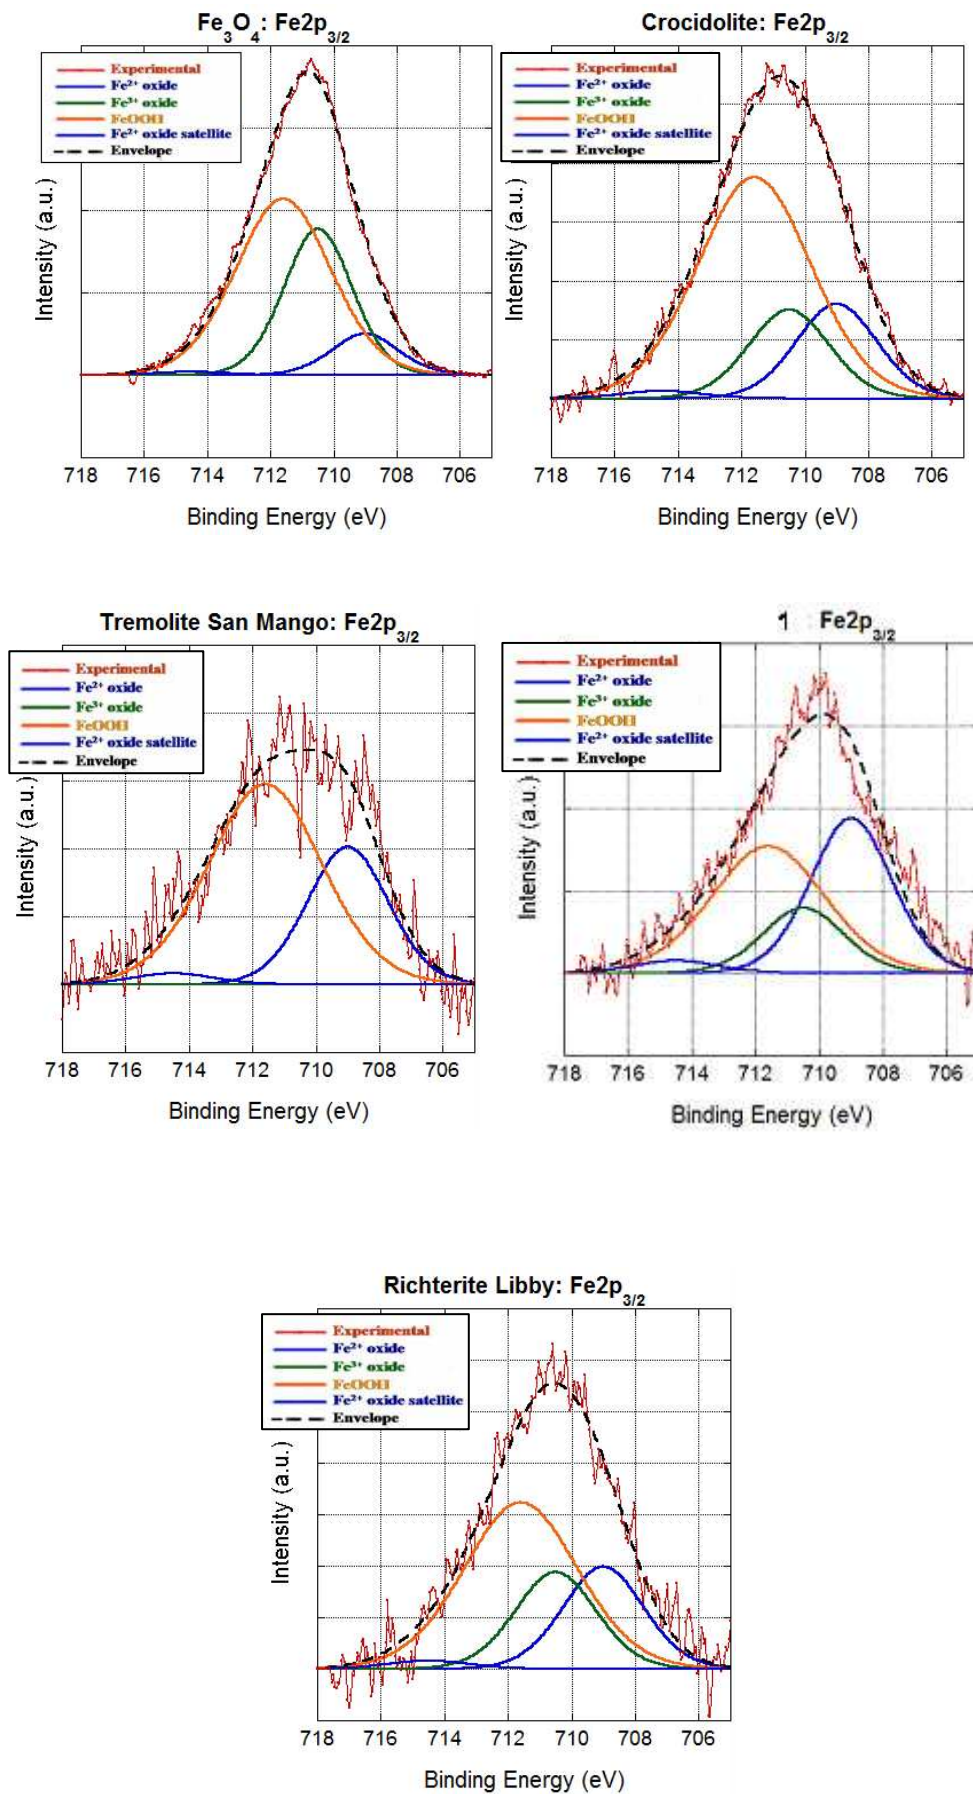 Fe3O4: Fe2p3/2
Experimental
Fe2+ oxide
Fe3+ oxide
FeOOH
Fe2+ oxide satellite
Envelope
Intensity (a.u.)
718 716 714 712 710 708 706
Binding Energy (eV)
Crocidolite: Fe2p3/2
Experimental
Fe2+ oxide
Fe3+ oxide
FeOOH
Fe2+ oxide satellite
Envelope
Intensity (a.u.)
718 716 714 712 710 708 706
Binding Energy (eV)
Tremolite San Mango: Fe2p3/2
Experimental
Fe2+ oxide
Fe3+ oxide
FeOOH
Fe2+ oxide satellite
Envelope
Intensity (a.u.)
718 716 714 712 710 708 706
Binding Energy (eV)
1 Fe2p3/2
Experimental
Fe2+ oxide
Fe3+ oxide
FeOOH
Fe2+ oxide satellite
Envelope
Intensity (a.u.)
718 716 714 712 710 708 706
Binding Energy (eV)
Richterite Libby: Fe2p3/2
Experimental
Fe2+ oxide
Fe3+ oxide
FeOOH
Fe2+ oxide satellite
Envelope
Intensity (a.u.)
718 716 714 712 710 708 706
Binding Energy (eV)